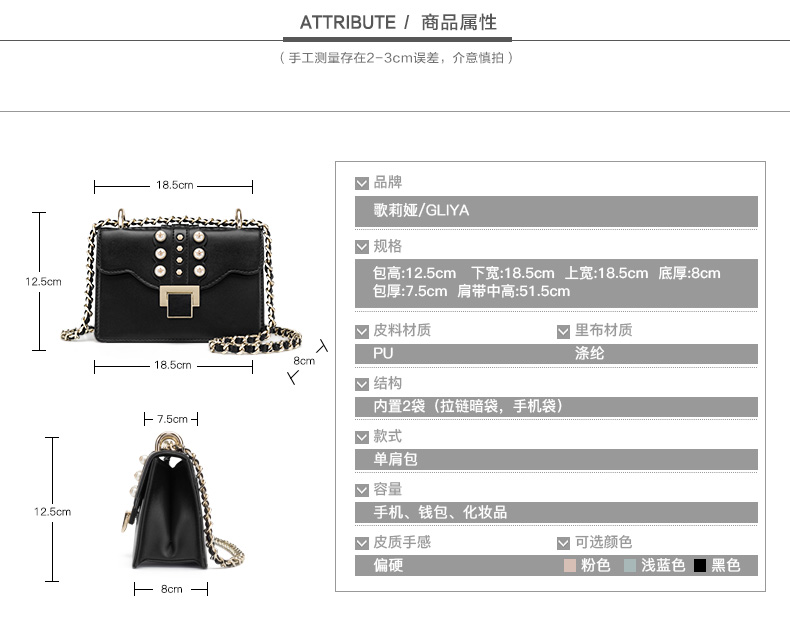 ATTRIBUTE / 商品属性
（手工测量存在2-3cm误差，介意慎拍）
18.5cm
12.5cm
18.5cm
8cm
7.5cm
12.5cm
8cm
品牌
歌莉娅/GLIYA
规格
包高:12.5cm 下宽:18.5cm 上宽:18.5cm 底厚:8cm
包厚:7.5cm 肩带中高:51.5cm
皮料材质 里布材质
PU 涤纶
结构
内置2袋（拉链暗袋，手机袋）
款式
单肩包
容量
手机、钱包、化妆品
皮质手感 可选颜色
偏硬 粉色 浅蓝色 黑色